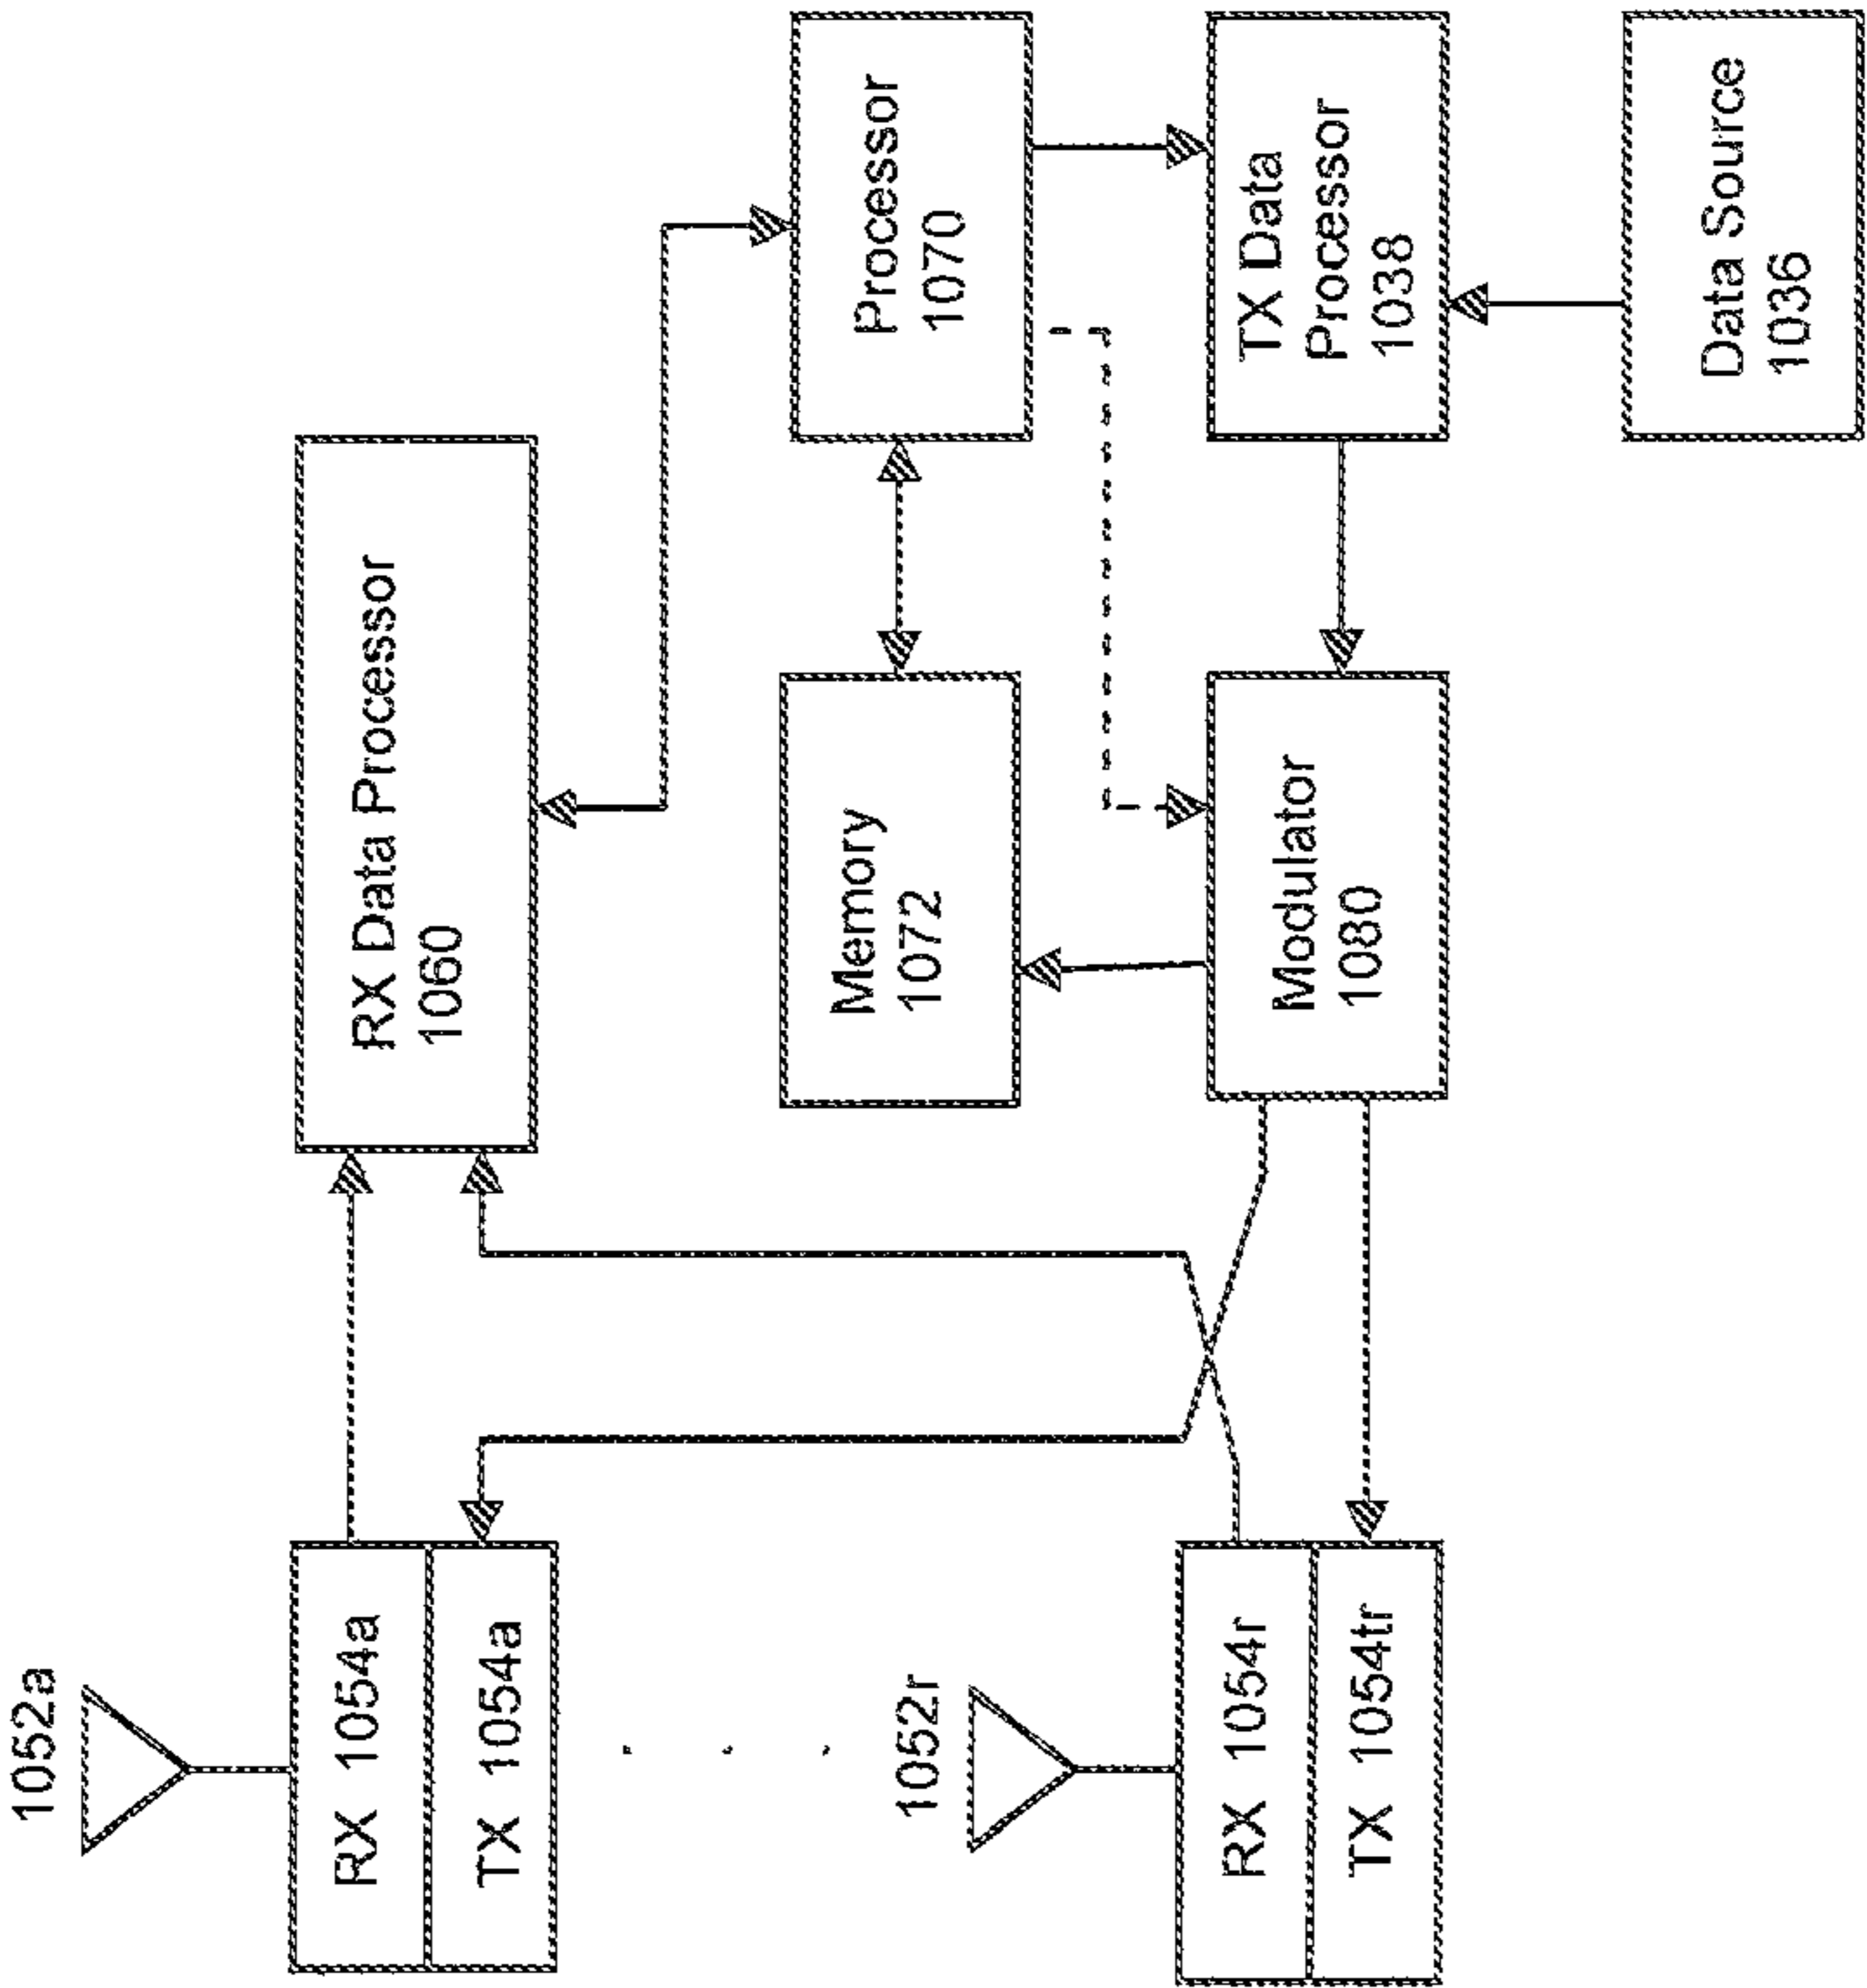 1052a
RX 1054a
TX 1054a
1052r
RX 1054r
TX 1054tr
RX Data Processor
1060
Memory
1072
Modulator
1080
Processor
1070
TX Data
Processor
1038
Data Source
1036